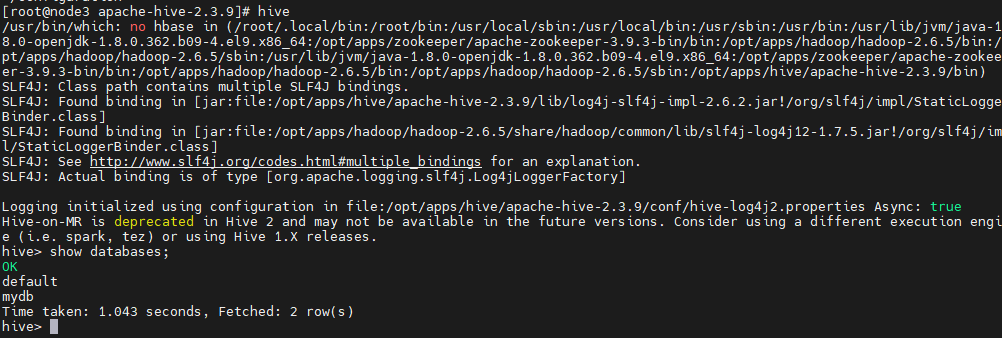 [root@node3 apache-hive-2.3.9]# hive
/usr/bin/which: no hbase in (/root/.local/bin:/root/bin:/usr/local/sbin:/usr/local/bin:/usr/sbin:/usr/bin:/usr/lib/jvm/java-1
8.0-openjdk-1.8.0.362.b09-4.el9.x86_64:/opt/apps/zookeeper/apache-zookeeper-3.9.3-bin/bin:/opt/apps/hadoop/hadoop-2.6.5/bin:/
pt/apps/hadoop/hadoop-2.6.5/sbin:/usr/lib/jvm/java-1.8.0-openjdk-1.8.0.362.b09-4.el9.x86_64:/opt/apps/zookeeper/apache-zookee
er-3.9.3-bin/bin:/opt/apps/hadoop/hadoop-2.6.5/bin:/opt/apps/hadoop/hadoop-2.6.5/sbin:/opt/apps/hive/apache-hive-2.3.9/bin)
SLF4J: Class path contains multiple SLF4J bindings.
SLF4J: Found binding in [jar:file:/opt/apps/hive/apache-hive-2.3.9/lib/log4j-slf4j-impl-2.6.2.jar!/org/slf4j/impl/StaticLogge
Binder.class]
SLF4J: Found binding in [jar:file:/opt/apps/hadoop/hadoop-2.6.5/share/hadoop/common/lib/slf4j-log4j12-1.7.5.jar!/org/slf4j/im
l/StaticLoggerBinder.class]
SLF4J: See http://www.slf4j.org/codes.html#multiple_bindings for an explanation.
SLF4J: Actual binding is of type [org.apache.logging.slf4j.Log4jLoggerFactory]
Logging initialized using configuration in file:/opt/apps/hive/apache-hive-2.3.9/conf/hive-log4j2.properties Async: true
Hive-on-MR is deprecated in Hive 2 and may not be available in the future versions. Consider using a different execution engi
e (i.e. spark, tez) or using Hive 1.X releases.
hive> show databases;
OK
default
mydb
Time taken: 1.043 seconds, Fetched: 2 row(s)
hive>